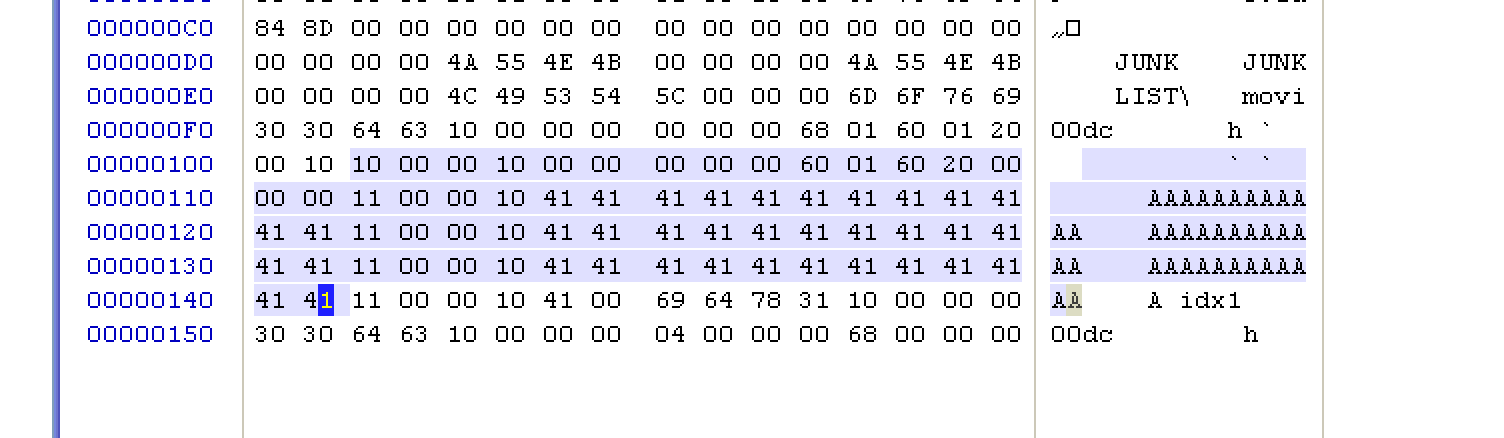 000000C0 84 8D 00 00 00 00 00 00 00 00 00 00 00 00 00 00 „□
000000D0 00 00 00 00 4A 55 4E 4B 00 00 00 00 4A 55 4E 4B JUNK JUNK
000000E0 00 00 00 00 4C 49 53 54 5C 00 00 00 6D 6F 76 69 LIST\ movi
000000F0 30 30 64 63 10 00 00 00 00 00 00 68 01 60 01 20 00dc h `
00000100 00 10 10 00 00 10 00 00 00 00 00 60 01 60 20 00 ` `
00000110 00 00 11 00 00 10 41 41 41 41 41 41 41 41 41 41 AAAAAAAAAA
00000120 41 41 11 00 00 10 41 41 41 41 41 41 41 41 41 41 AA AAAAAAAAAA
00000130 41 41 11 00 00 10 41 41 41 41 41 41 41 41 41 41 AA AAAAAAAAAA
00000140 41 41 11 00 00 10 41 00 69 64 78 31 10 00 00 00 AA A idx1
00000150 30 30 64 63 10 00 00 00 04 00 00 00 68 00 00 00 00dc h